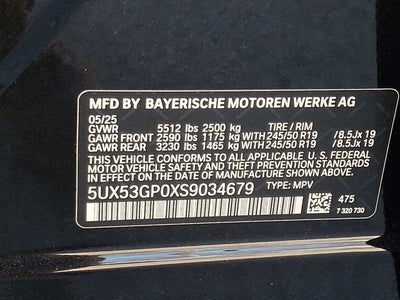 MFD BY BAYERISCHE MOTOREN WERKE AG
05/25
GVWR 5512 lbs 2500 kg TIRE / RIM
GAWR FRONT 2590 lbs 1175 kg WITH 245/50 R19 /8.5Jx 19
GAWR REAR 3230 lbs 1465 kg WITH 245/50 R19 /8.5Jx 19
THIS VEHICLE CONFORMS TO ALL APPLICABLE U. S. FEDERAL
MOTOR VEHICLE SAFETY AND THEFT PREVENTION STANDARDS
IN EFFECT ON THE DATE OF MANUFACTURE SHOWN ABOVE.
5UX53GP0XS9034679 TYPE: MPV
475
7 320 730